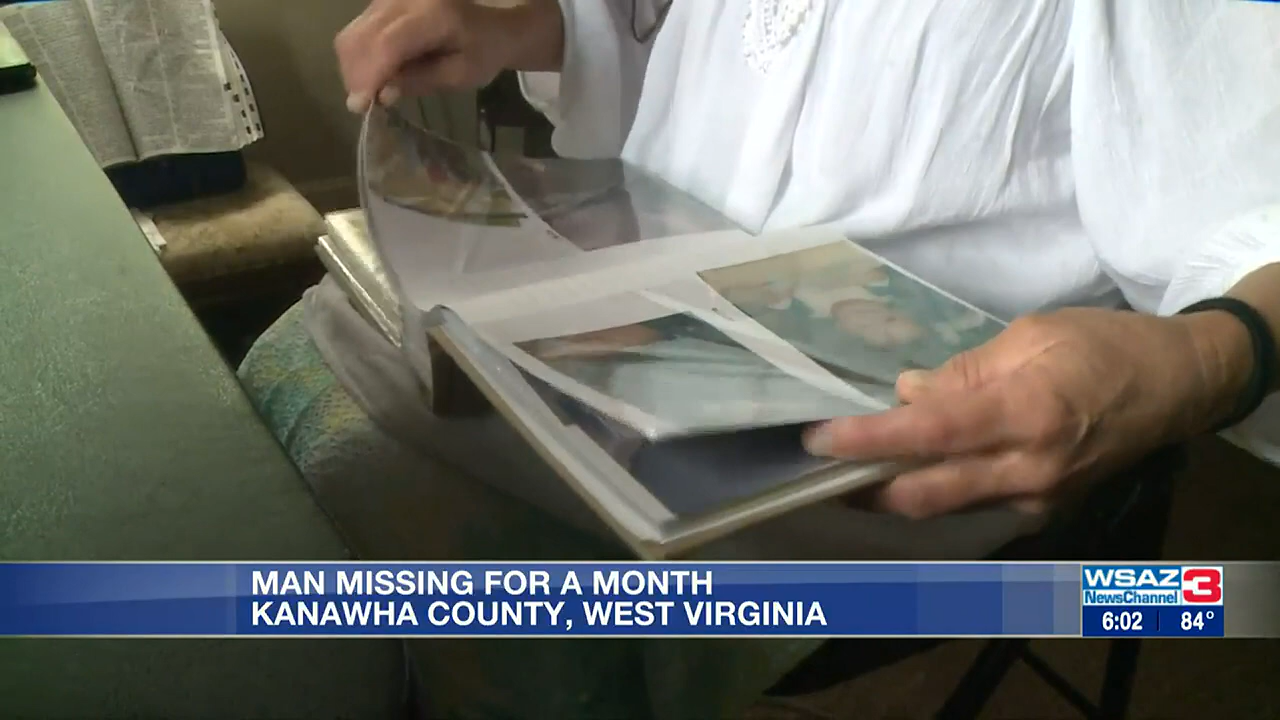 MAN MISSING FOR A MONTH
KANAWHA COUNTY, WEST VIRGINIA
WSAZ 3
NewsChannel
6:02 84°